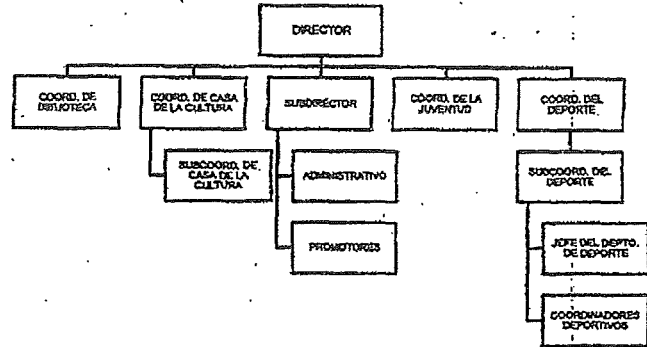 DIRECTOR
COORD. DE
BIBLIOTECA
COORD. DE CASA
DE LA CULTURA
SUBDIRECTOR
COORD. DE LA
JUVENTUD
COORD. DEL
DEPORTE
SUBCOORD. DE
CASA DE LA
CULTURA
ADMINISTRATIVO
SUBCOORD. DEL
DEPORTE
PROMOTORES
JEFE DEL DEPTO.
DE DEPORTE
COORDINADORES
DEPORTIVOS